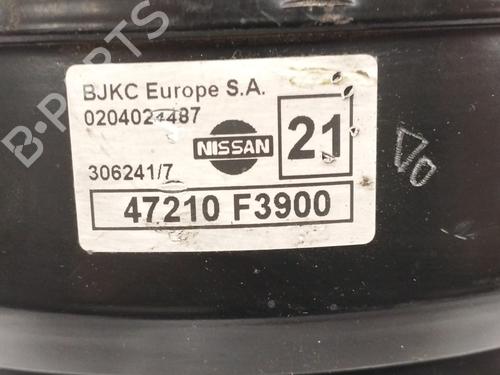 B-PARTS
BJKC Europe S.A.
0204024487
NISSAN
21
306241/7
47210 F3900